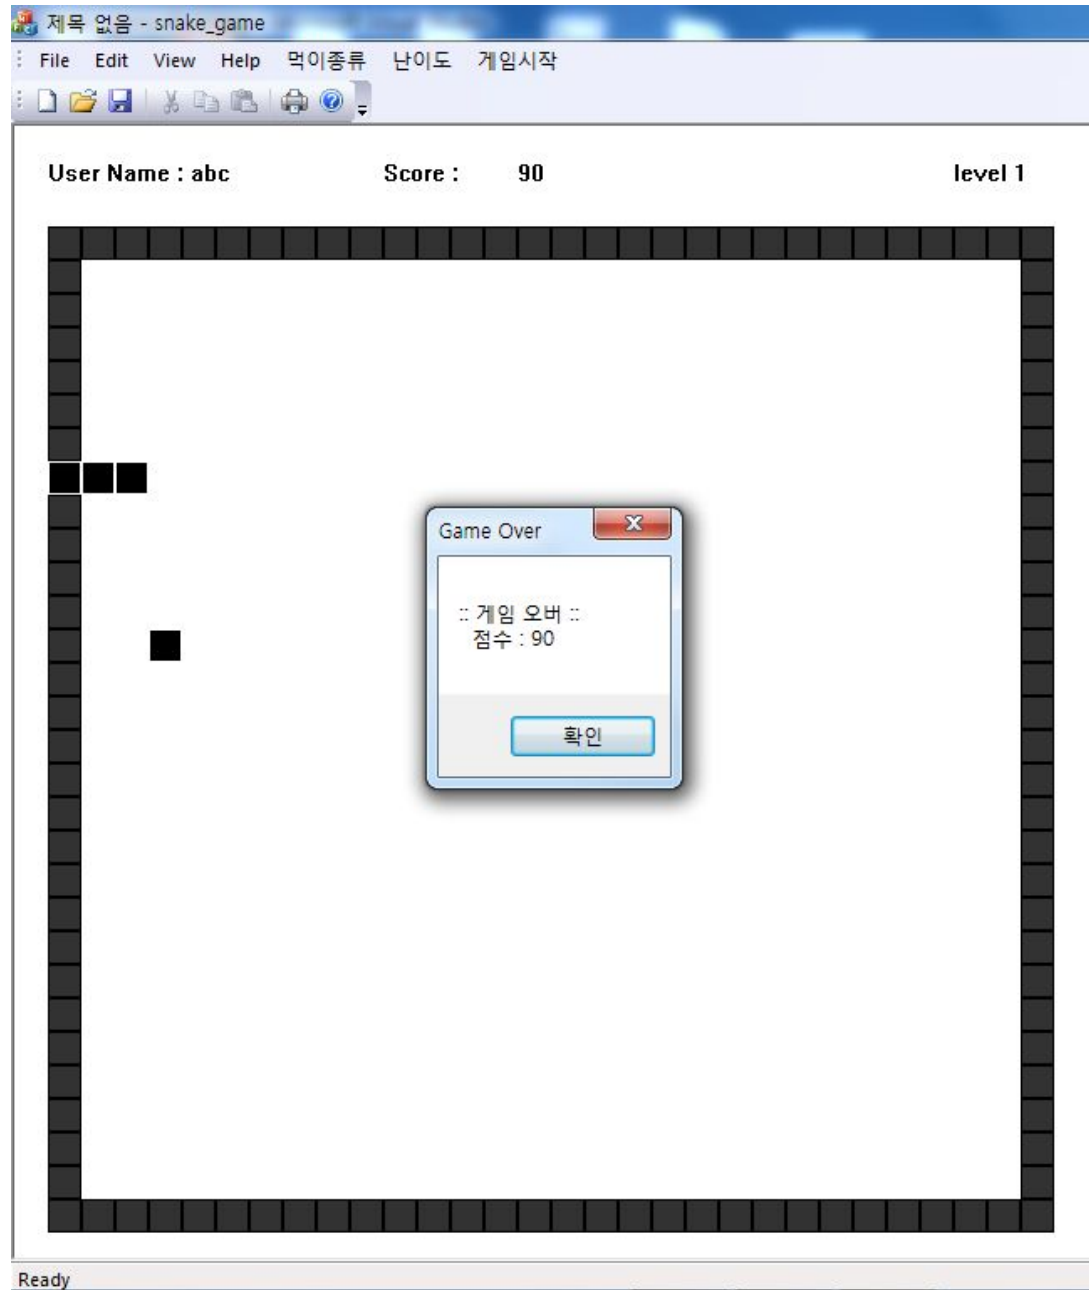 제목 없음 - snake_game
File Edit View Help 먹이종류 난이도 게임시작
User Name : abc Score : 90 level 1
Game Over
:: 게임 오버 ::
점수 : 90
확인
Ready